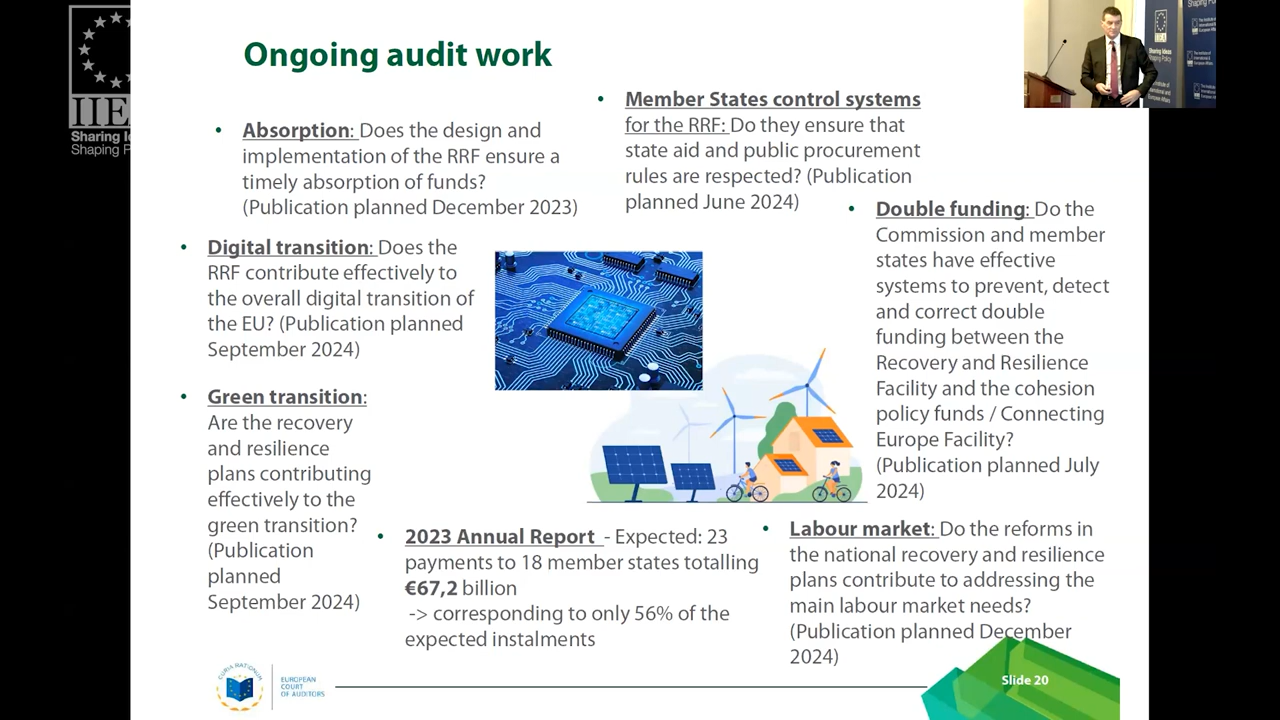 Ongoing audit work
• Absorption: Does the design and
implementation of the RRF ensure a
timely absorption of funds?
(Publication planned December 2023)
• Member States control systems
for the RRF: Do they ensure that
state aid and public procurement
rules are respected? (Publication
planned June 2024)
• Digital transition: Does the
RRF contribute effectively to
the overall digital transition of
the EU? (Publication planned
September 2024)
• Double funding: Do the
Commission and member
states have effective
systems to prevent, detect
and correct double
funding between the
Recovery and Resilience
Facility and the cohesion
policy funds / Connecting
Europe Facility?
(Publication planned July
2024)
• Green transition:
Are the recovery
and resilience
plans contributing
effectively to the
green transition?
(Publication
planned
September 2024)
• 2023 Annual Report - Expected: 23
payments to 18 member states totalling
€67,2 billion
-> corresponding to only 56% of the
expected instalments
• Labour market: Do the reforms in
the national recovery and resilience
plans contribute to addressing the
main labour market needs?
(Publication planned December
2024)
CURIA RATIONUM
EUROPEAN
COURT
OF AUDITORS
Slide 20
Sharing
Shaping
Sharing Ideas
Shaping Policy
Shaping Policy